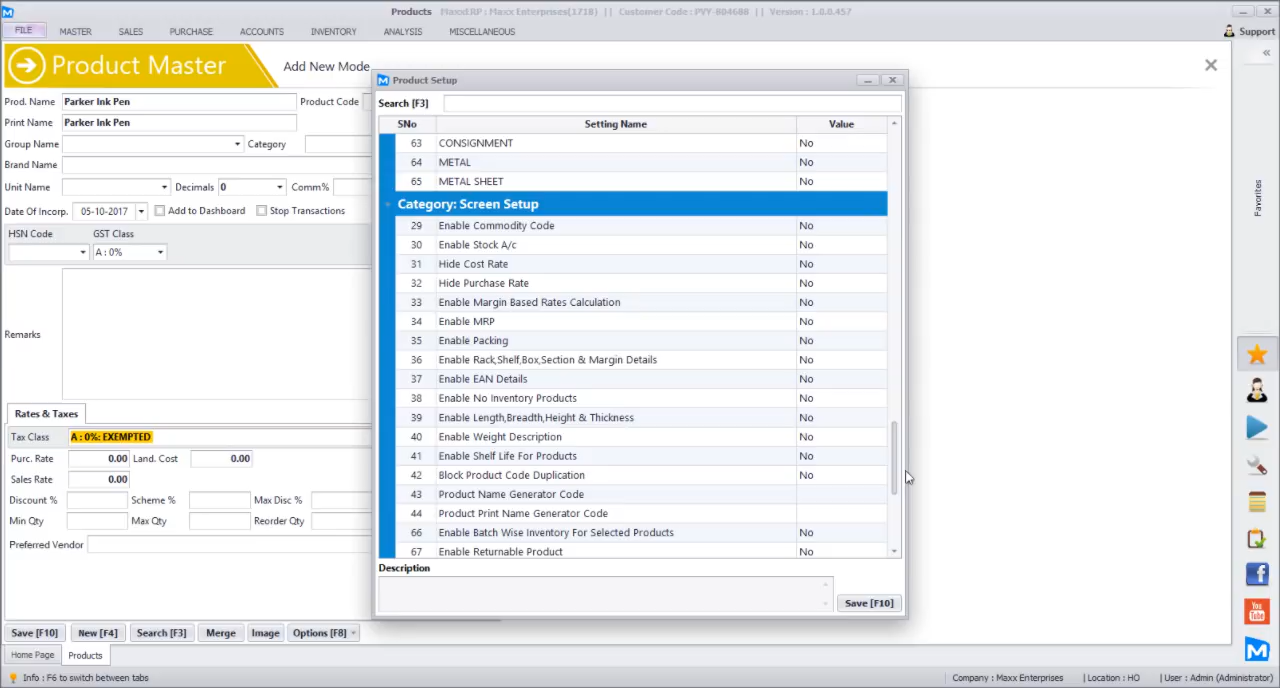 Products MaxxERP : Maxx Enterprises(1718) || Customer Code : PVY-804688 || Version : 1.0.0.457
FILE MASTER SALES PURCHASE ACCOUNTS INVENTORY ANALYSIS MISCELLANEOUS
Support
Product Master
Add New Mode
Prod. Name Parker Ink Pen Product Code
Print Name Parker Ink Pen
Group Name Category
Brand Name
Unit Name Decimals 0 Comm%
Date Of Incorp. 05-10-2017 Add to Dashboard Stop Transactions
HSN Code GST Class
A : 0%
Remarks
Rates & Taxes
Tax Class A : 0%: EXEMPTED
Purc. Rate 0.00 Land. Cost 0.00
Sales Rate 0.00
Discount % Scheme % Max Disc %
Min Qty Max Qty Reorder Qty
Preferred Vendor
Product Setup
Search [F3]
SNo Setting Name Value
63 CONSIGNMENT No
64 METAL No
65 METAL SHEET No
Category: Screen Setup
29 Enable Commodity Code No
30 Enable Stock A/c No
31 Hide Cost Rate No
32 Hide Purchase Rate No
33 Enable Margin Based Rates Calculation No
34 Enable MRP No
35 Enable Packing No
36 Enable Rack,Shelf,Box,Section & Margin Details No
37 Enable EAN Details No
38 Enable No Inventory Products No
39 Enable Length,Breadth,Height & Thickness No
40 Enable Weight Description No
41 Enable Shelf Life For Products No
42 Block Product Code Duplication No
43 Product Name Generator Code
44 Product Print Name Generator Code
66 Enable Batch Wise Inventory For Selected Products No
67 Enable Returnable Product No
Description
Save [F10]
Favorites
You
Tube
Save [F10] New [F4] Search [F3] Merge Image Options [F8]
Home Page Products
Info : F6 to switch between tabs Company : Maxx Enterprises | Location : HO | User : Admin (Administrator)